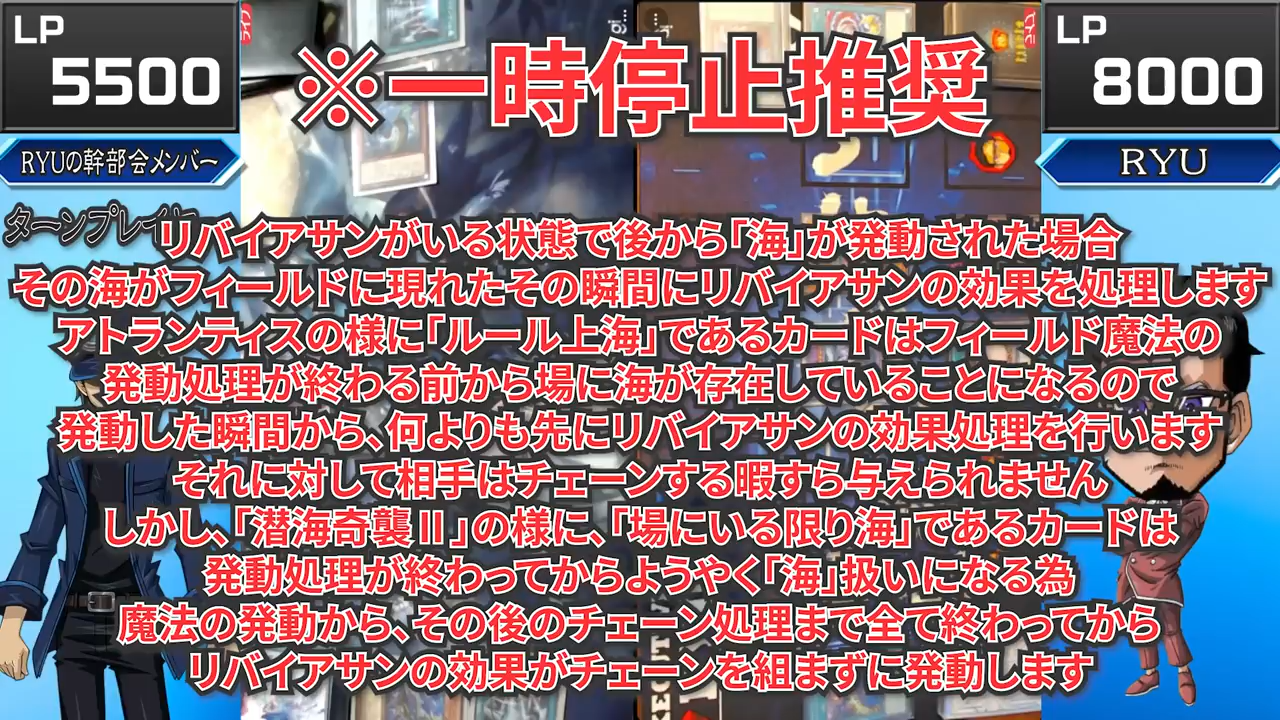 LP
5500
RYUの幹部会メンバー
※一時停止推奨
LP
8000
RYU
ターンプレイヤー
リバイアサンがいる状態で後から「海」が発動された場合
その海がフィールドに現れたその瞬間にリバイアサンの効果を処理します
アトランティスの様に「ルール上海」であるカードはフィールド魔法の
発動処理が終わる前から場に海が存在していることになるので
発動した瞬間から、何よりも先にリバイアサンの効果処理を行います
それに対して相手はチェーンする暇すら与えられません
しかし、「潜海奇襲Ⅱ」の様に、「場にいる限り海」であるカードは
発動処理が終わってからようやく「海」扱いになる為
魔法の発動から、その後のチェーン処理まで全て終わってから
リバイアサンの効果がチェーンを組まずに発動します